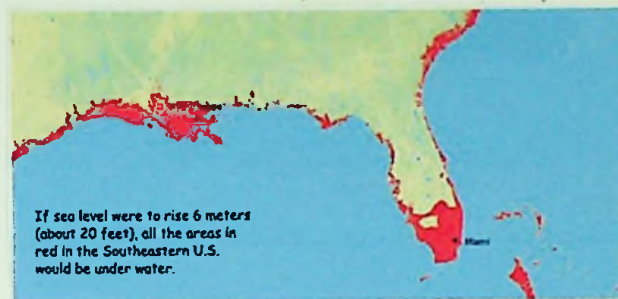 If sea level were to rise 6 meters
(about 20 feet), all the areas in
red in the Southeastern U.S.
would be under water.
Miami